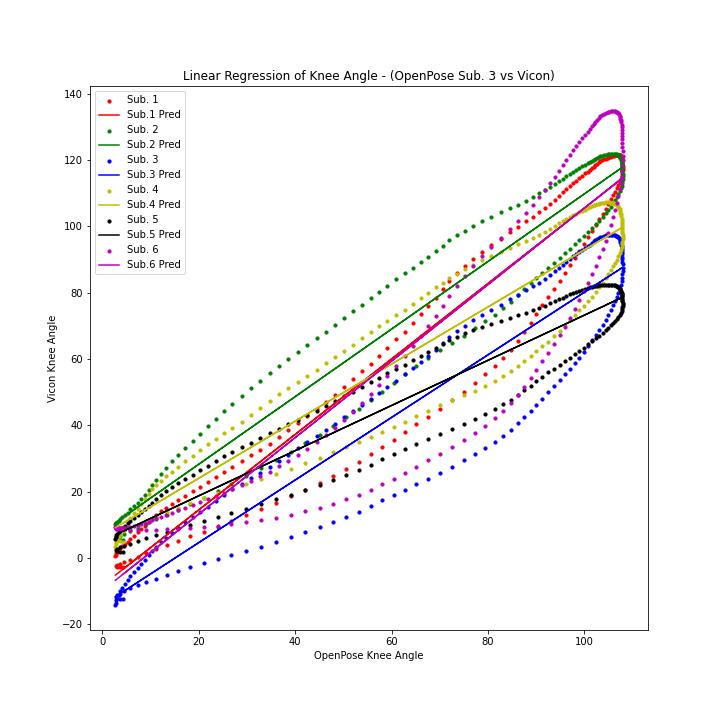 Linear Regression of Knee Angle - (OpenPose Sub. 3 vs Vicon)
140
120
100
80
60
40
20
0
−20
Vicon Knee Angle
Sub. 1
Sub.1 Pred
Sub. 2
Sub.2 Pred
Sub. 3
Sub.3 Pred
Sub. 4
Sub.4 Pred
Sub. 5
Sub.5 Pred
Sub. 6
Sub.6 Pred
0 20 40 60 80 100
OpenPose Knee Angle